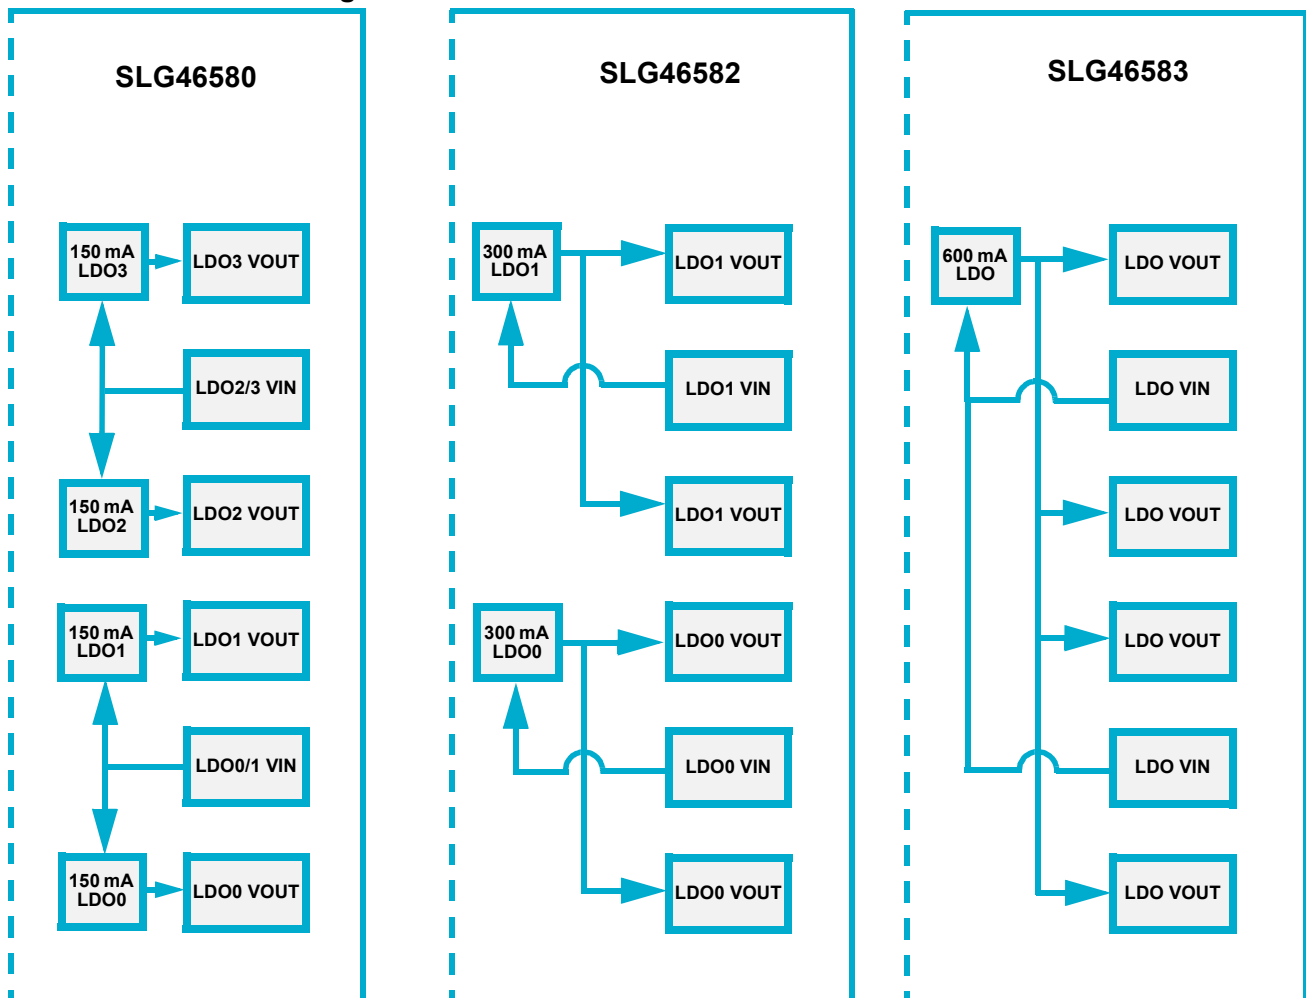 SLG46580
150 mA
LDO3
LDO3 VOUT
LDO2/3 VIN
150 mA
LDO2
LDO2 VOUT
150 mA
LDO1
LDO1 VOUT
LDO0/1 VIN
150 mA
LDO0
LDO0 VOUT
SLG46582
300 mA
LDO1
LDO1 VOUT
LDO1 VIN
LDO1 VOUT
300 mA
LDO0
LDO0 VOUT
LDO0 VIN
LDO0 VOUT
SLG46583
600 mA
LDO
LDO VOUT
LDO VIN
LDO VOUT
LDO VOUT
LDO VIN
LDO VOUT